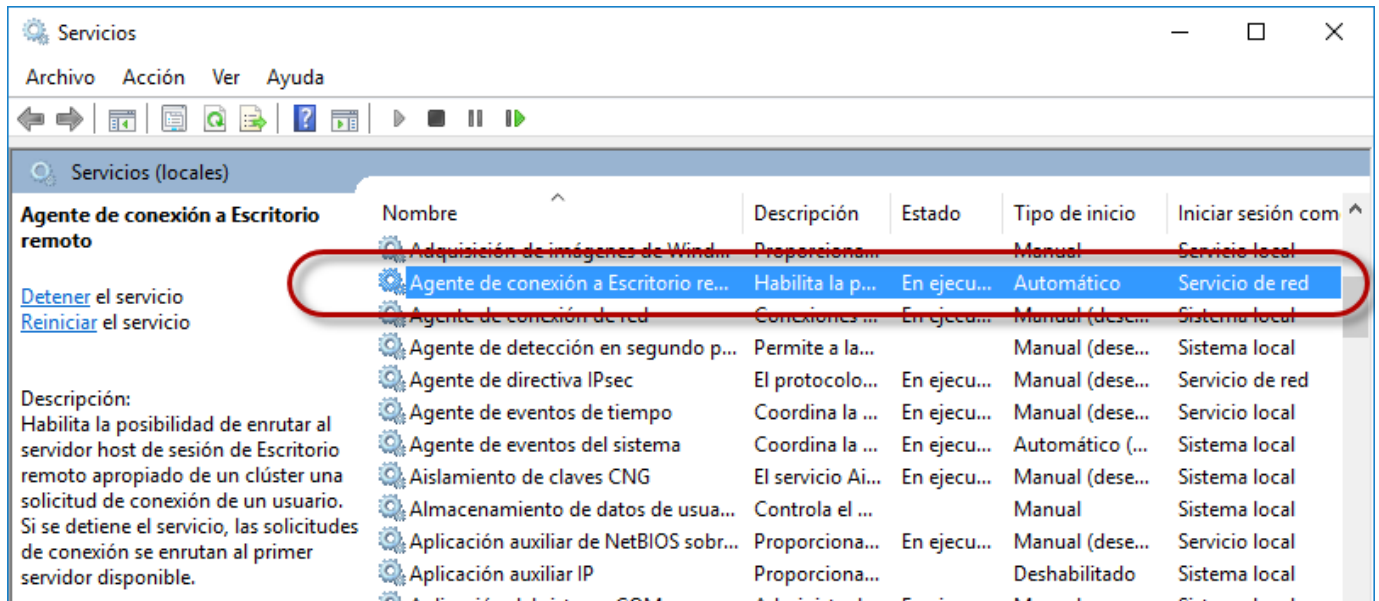 Servicios
Archivo Acción Ver Ayuda
Servicios (locales)
Agente de conexión a Escritorio
remoto
Detener el servicio
Reiniciar el servicio
Descripción:
Habilita la posibilidad de enrutar al
servidor host de sesión de Escritorio
remoto apropiado de un clúster una
solicitud de conexión de un usuario.
Si se detiene el servicio, las solicitudes
de conexión se enrutan al primer
servidor disponible.
Nombre Descripción Estado Tipo de inicio Iniciar sesión com
Adquisición de imágenes de Wind... Proporciona... Manual Servicio local
Agente de conexión a Escritorio re... Habilita la p... En ejecu... Automático Servicio de red
Agente de conexión de red Conexiones ... En ejecu... Manual (dese... Sistema local
Agente de detección en segundo p... Permite a la... Manual (dese... Sistema local
Agente de directiva IPsec El protocolo... En ejecu... Manual (dese... Servicio de red
Agente de eventos de tiempo Coordina la ... En ejecu... Manual (dese... Servicio local
Agente de eventos del sistema Coordina la ... En ejecu... Automático (... Sistema local
Aislamiento de claves CNG El servicio Ai... En ejecu... Manual (dese... Sistema local
Almacenamiento de datos de usua... Controla el ... Manual Sistema local
Aplicación auxiliar de NetBIOS sobr... Proporciona... En ejecu... Manual (dese... Servicio local
Aplicación auxiliar IP Proporciona... Deshabilitado Sistema local